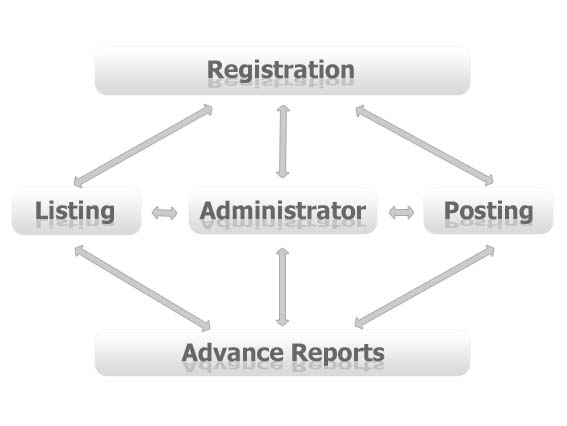 Registration
Listing
Administrator
Posting
Advance Reports